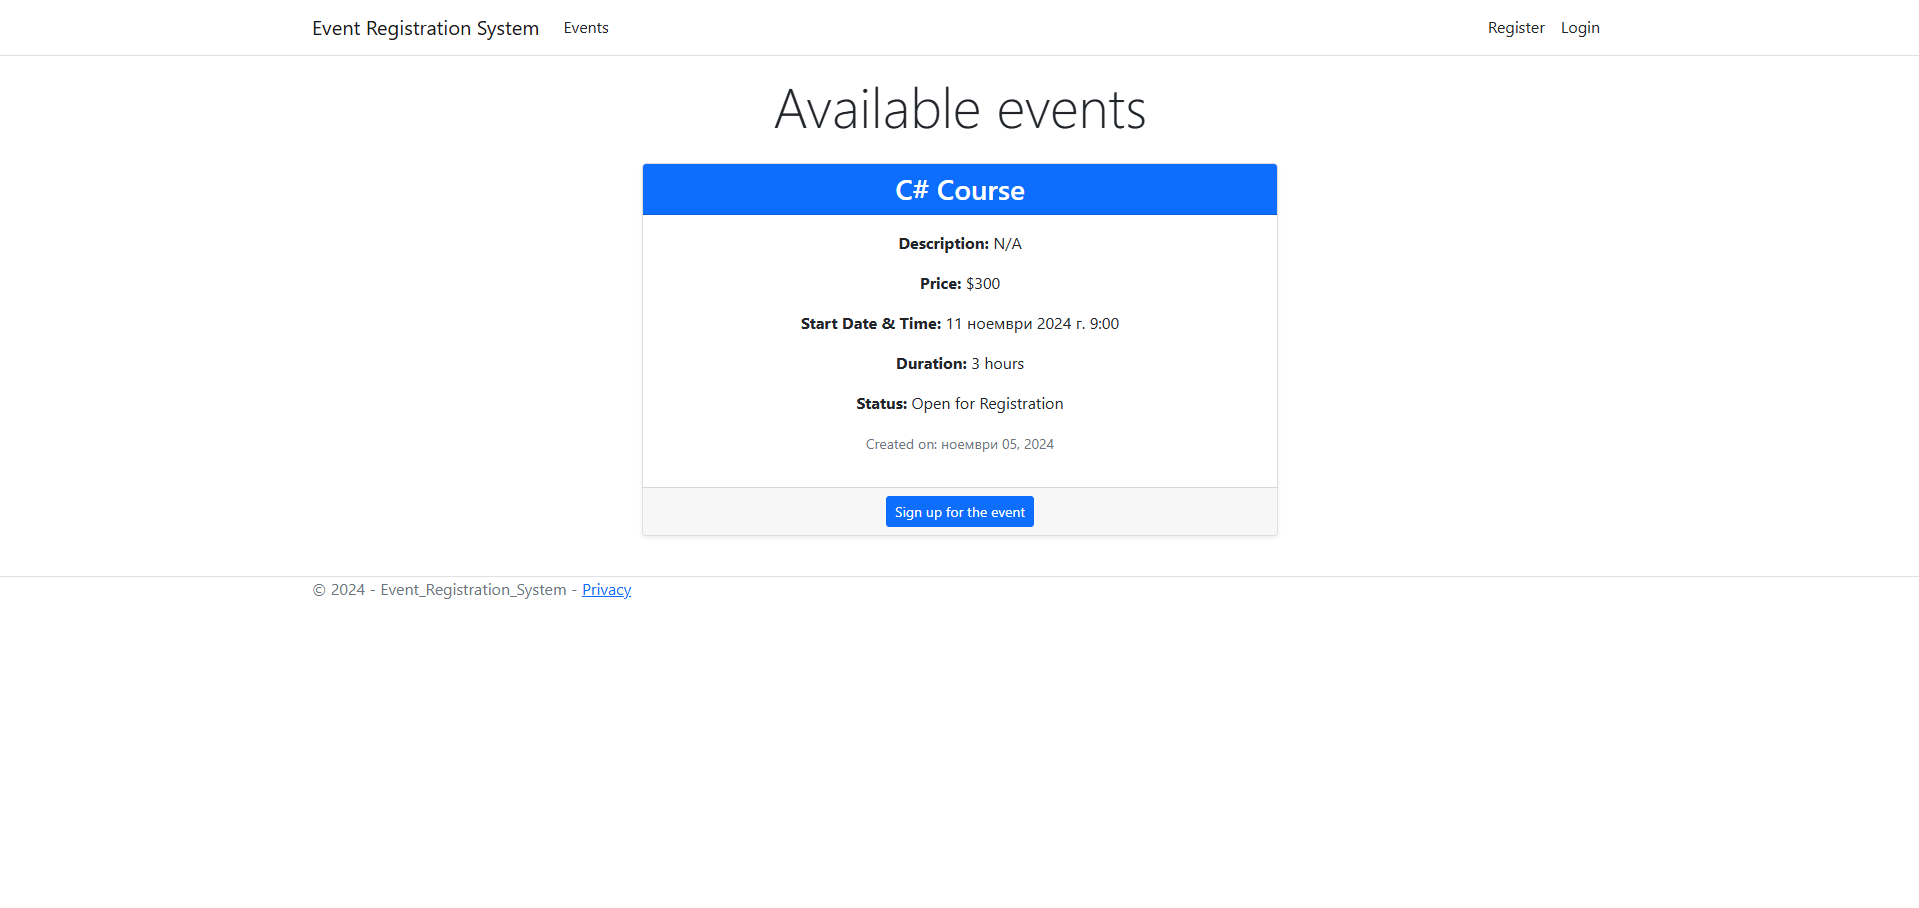 Event Registration System Events Register Login
Available events
C# Course
Description: N/A
Price: $300
Start Date & Time: 11 ноември 2024 г. 9:00
Duration: 3 hours
Status: Open for Registration
Created on: ноември 05, 2024
Sign up for the event
© 2024 - Event_Registration_System - Privacy